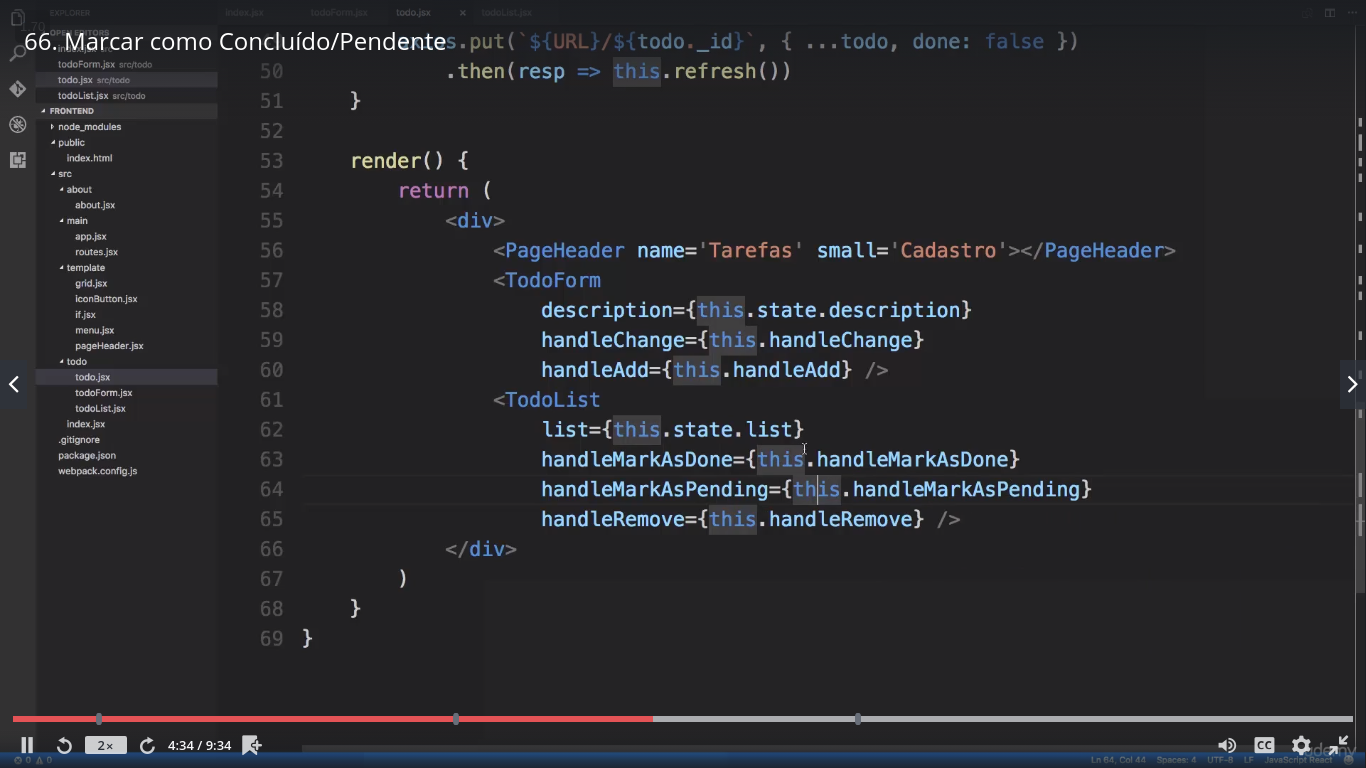 EXPLORER
index.jsx todoForm.jsx todo.jsx × todoList.jsx
OPEN EDITORS
66. Marcar como Concluído/Pendente
.put(`${URL}/${todo._id}`, { ...todo, done: false })
todoForm.jsx src/todo
todo.jsx src/todo
todoList.jsx src/todo
FRONTEND
node_modules
public
index.html
src
about
about.jsx
main
app.jsx
routes.jsx
template
grid.jsx
iconButton.jsx
if.jsx
menu.jsx
pageHeader.jsx
todo
todo.jsx
todoForm.jsx
todoList.jsx
index.jsx
.gitignore
package.json
webpack.config.js
50 .then(resp => this.refresh())
51 }
52
53 render() {
54 return (
55 <div>
56 <PageHeader name='Tarefas' small='Cadastro'></PageHeader>
57 <TodoForm
58 description={this.state.description}
59 handleChange={this.handleChange}
60 handleAdd={this.handleAdd} />
61 <TodoList
62 list={this.state.list}
63 handleMarkAsDone={this.handleMarkAsDone}
64 handleMarkAsPending={this.handleMarkAsPending}
65 handleRemove={this.handleRemove} />
66 </div>
67 )
68 }
69 }
2× 4:34 / 9:34 CC
udemy
0 0 Ln 64, Col 44 Spaces: 4 UTF-8 LF JavaScript React